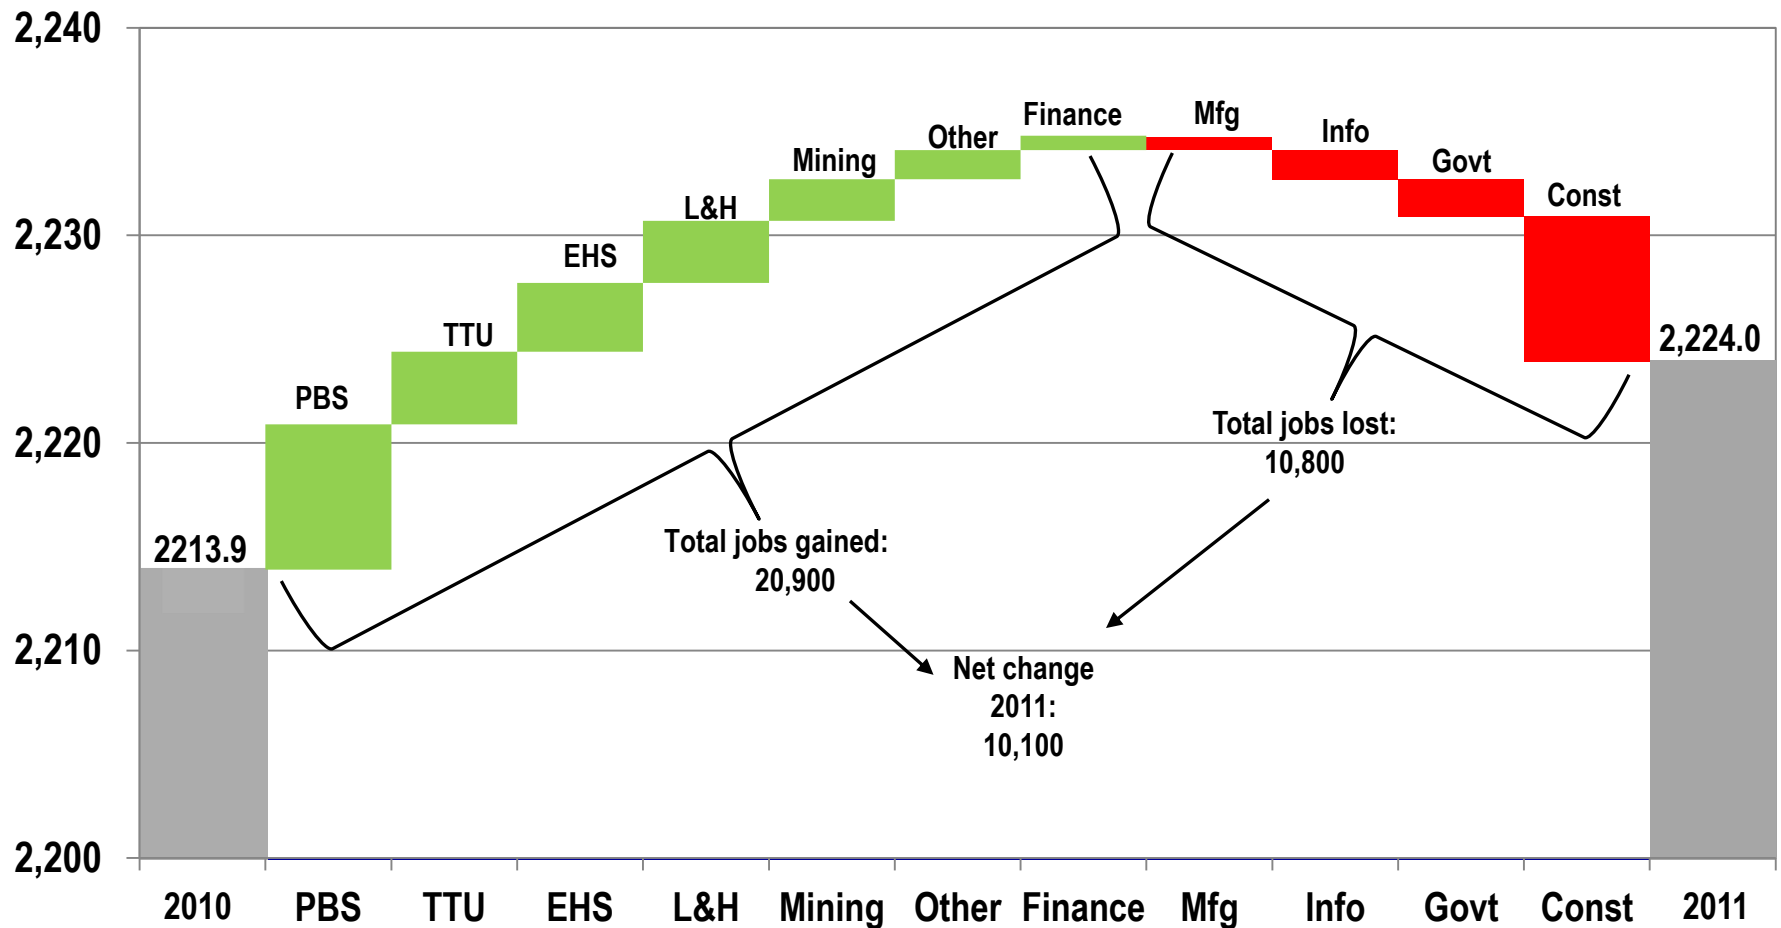 2,240
2,230
2,220
2,210
2,200
2213.9
PBS
TTU
EHS
L&H
Mining
Other
Finance
Mfg
Info
Govt
Const
2,224.0
Total jobs gained:
20,900
Total jobs lost:
10,800
Net change
2011:
10,100
2010 PBS TTU EHS L&H Mining Other Finance Mfg Info Govt Const 2011